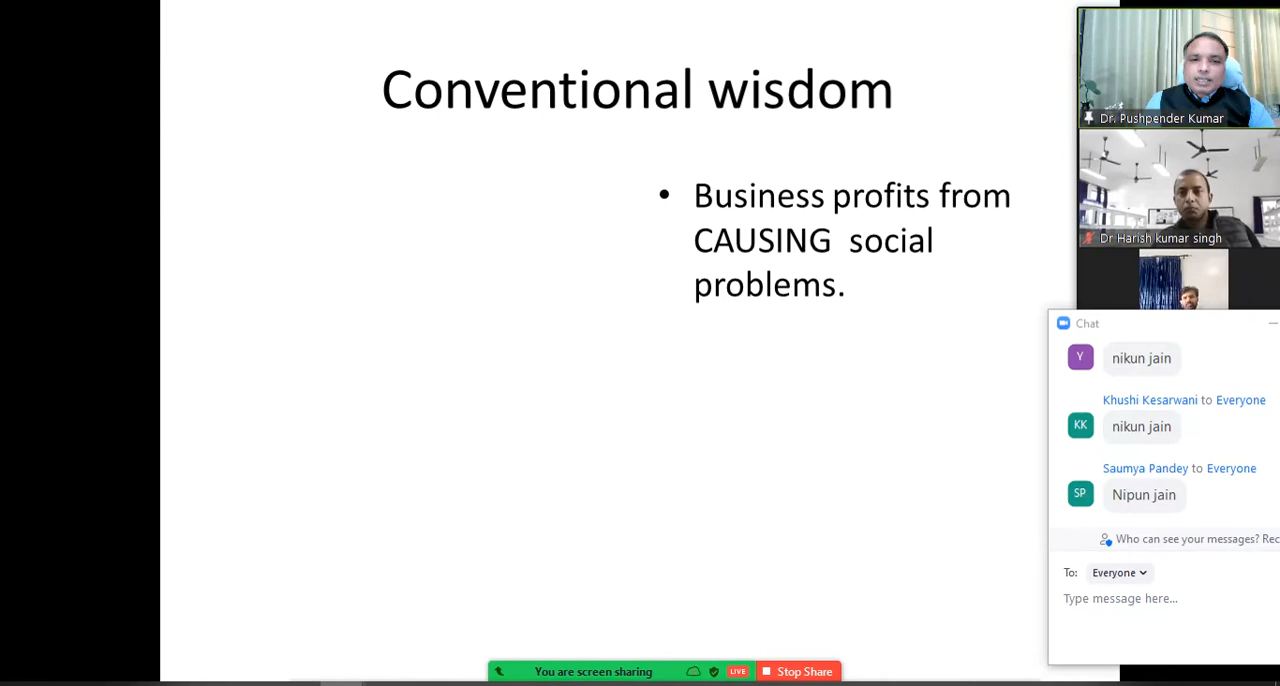 Conventional wisdom
• Business profits from
CAUSING social
problems.
Dr. Pushpender Kumar
Dr Harish kumar singh
Chat
Y
nikun jain
Khushi Kesarwani to Everyone
KK
nikun jain
Saumya Pandey to Everyone
SP
Nipun jain
Who can see your messages? Rec
To: Everyone
Type message here...
You are screen sharing
LIVE
Stop Share